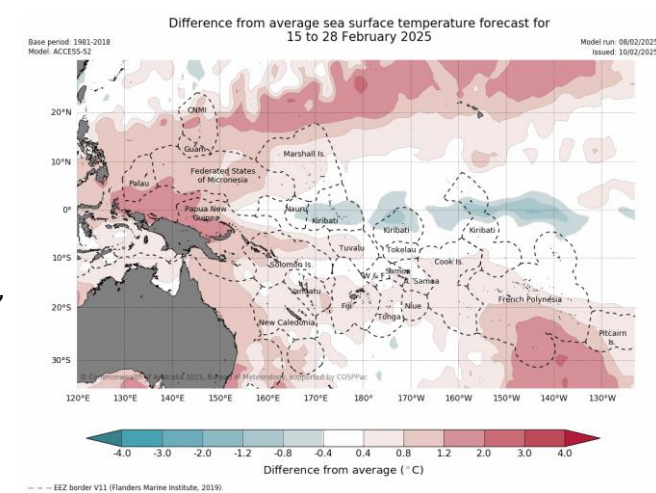 Difference from average sea surface temperature forecast for
15 to 28 February 2025
Base period: 1981-2018
Model: ACCESS-S2
Model run: 08/02/2025
Issued: 10/02/2025
20°N
10°N
0°
10°S
20°S
30°S
CNMI
Guam
Marshall Is.
Federated States
of Micronesia
Palau
Papua New
Guinea
Nauru
Kiribati
Kiribati
Kiribati
Tuvalu
Tokelau
Solomon Is.
Cook Is.
W & F
Samoa
A. Samoa
Vanuatu
Fiji
Niue
Tonga
French Polynesia
New Caledonia
Pitcairn
Is.
© Commonwealth of Australia 2025, Bureau of Meteorology, supported by COSPPac
120°E 130°E 140°E 150°E 160°E 170°E 180° 170°W 160°W 150°W 140°W 130°W
-4.0 -3.0 -2.0 -1.2 -0.8 -0.4 0.4 0.8 1.2 2.0 3.0 4.0
Difference from average (°C)
EEZ border V11 (Flanders Marine Institute, 2019).
,